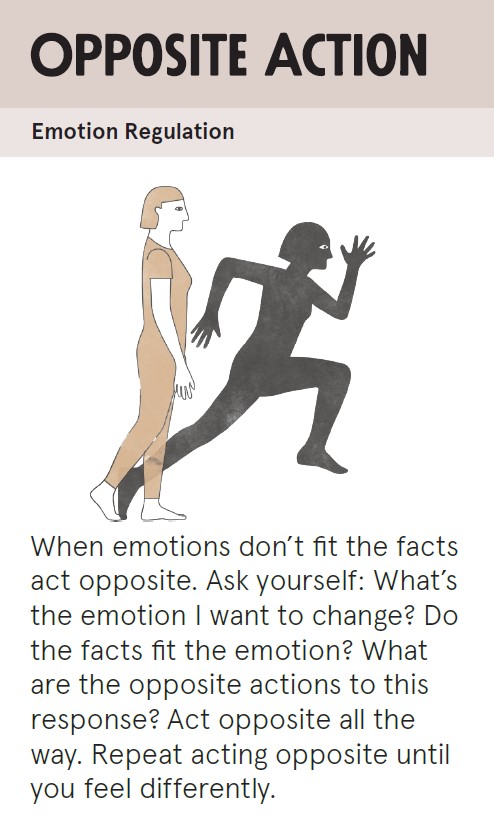 OPPOSITE ACTION
Emotion Regulation
When emotions don’t fit the facts
act opposite. Ask yourself: What’s
the emotion I want to change? Do
the facts fit the emotion? What
are the opposite actions to this
response? Act opposite all the
way. Repeat acting opposite until
you feel differently.